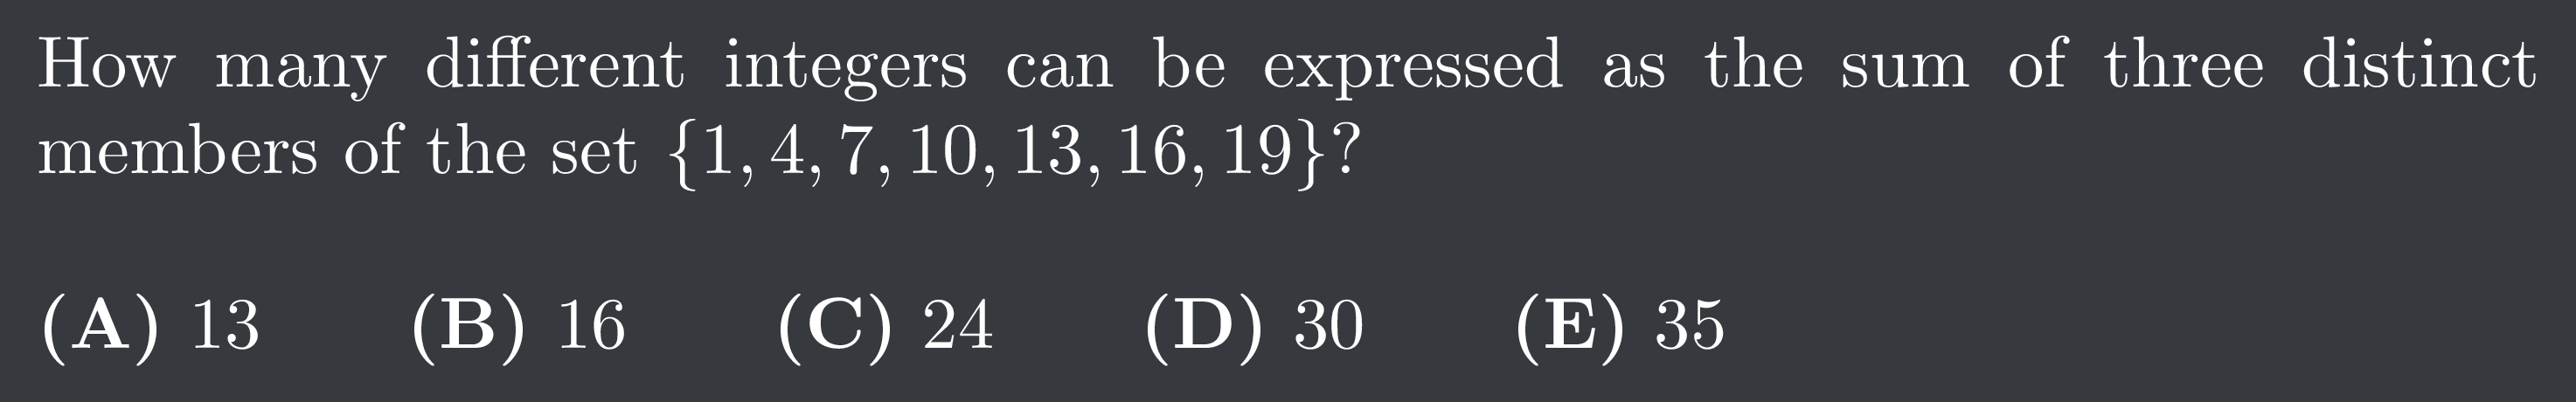 How many different integers can be expressed as the sum of three distinct
members of the set {1, 4, 7, 10, 13, 16, 19}?
(A) 13 (B) 16 (C) 24 (D) 30 (E) 35